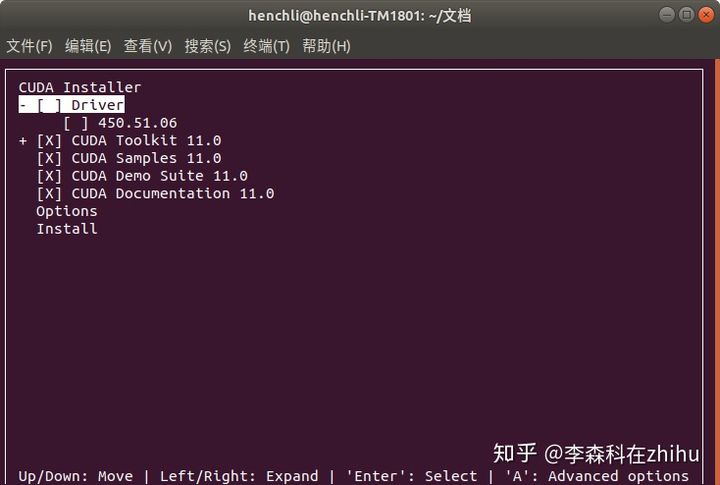 henchli@henchli-TM1801: ~/文档
文件(F) 编辑(E) 查看(V) 搜索(S) 终端(T) 帮助(H)
CUDA Installer
- [ ] Driver
[ ] 450.51.06
+ [X] CUDA Toolkit 11.0
[X] CUDA Samples 11.0
[X] CUDA Demo Suite 11.0
[X] CUDA Documentation 11.0
Options
Install
知乎 @李森科在zhihu
Up/Down: Move | Left/Right: Expand | 'Enter': Select | 'A': Advanced options